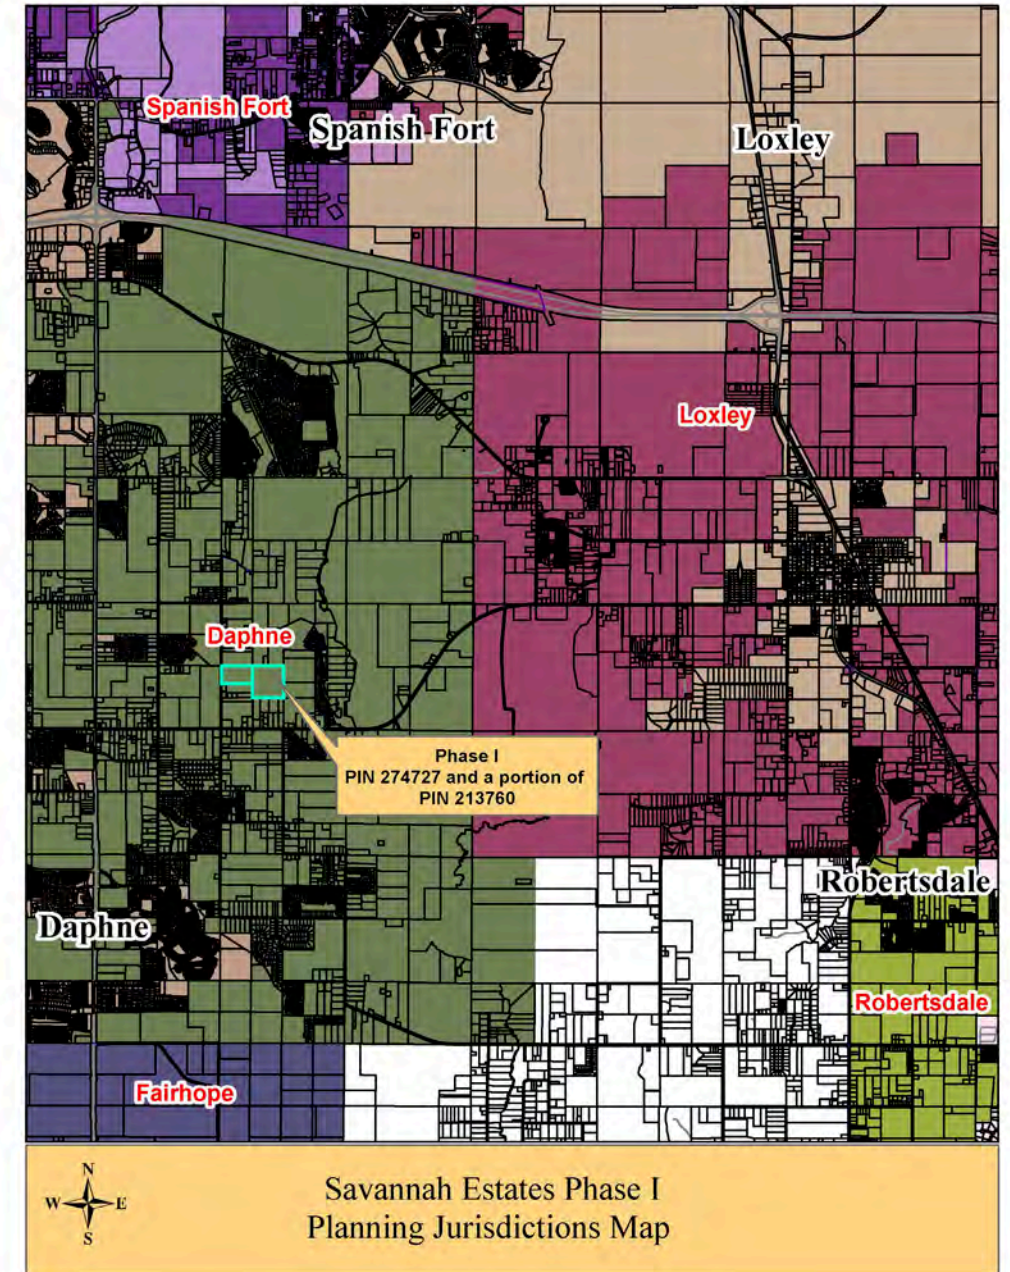 Spanish Fort
Spanish Fort
Loxley
Loxley
Daphne
Phase I
PIN 274727 and a portion of
PIN 213760
Robertsdale
Daphne
Robertsdale
Fairhope
N
W E
S
Savannah Estates Phase I
Planning Jurisdictions Map